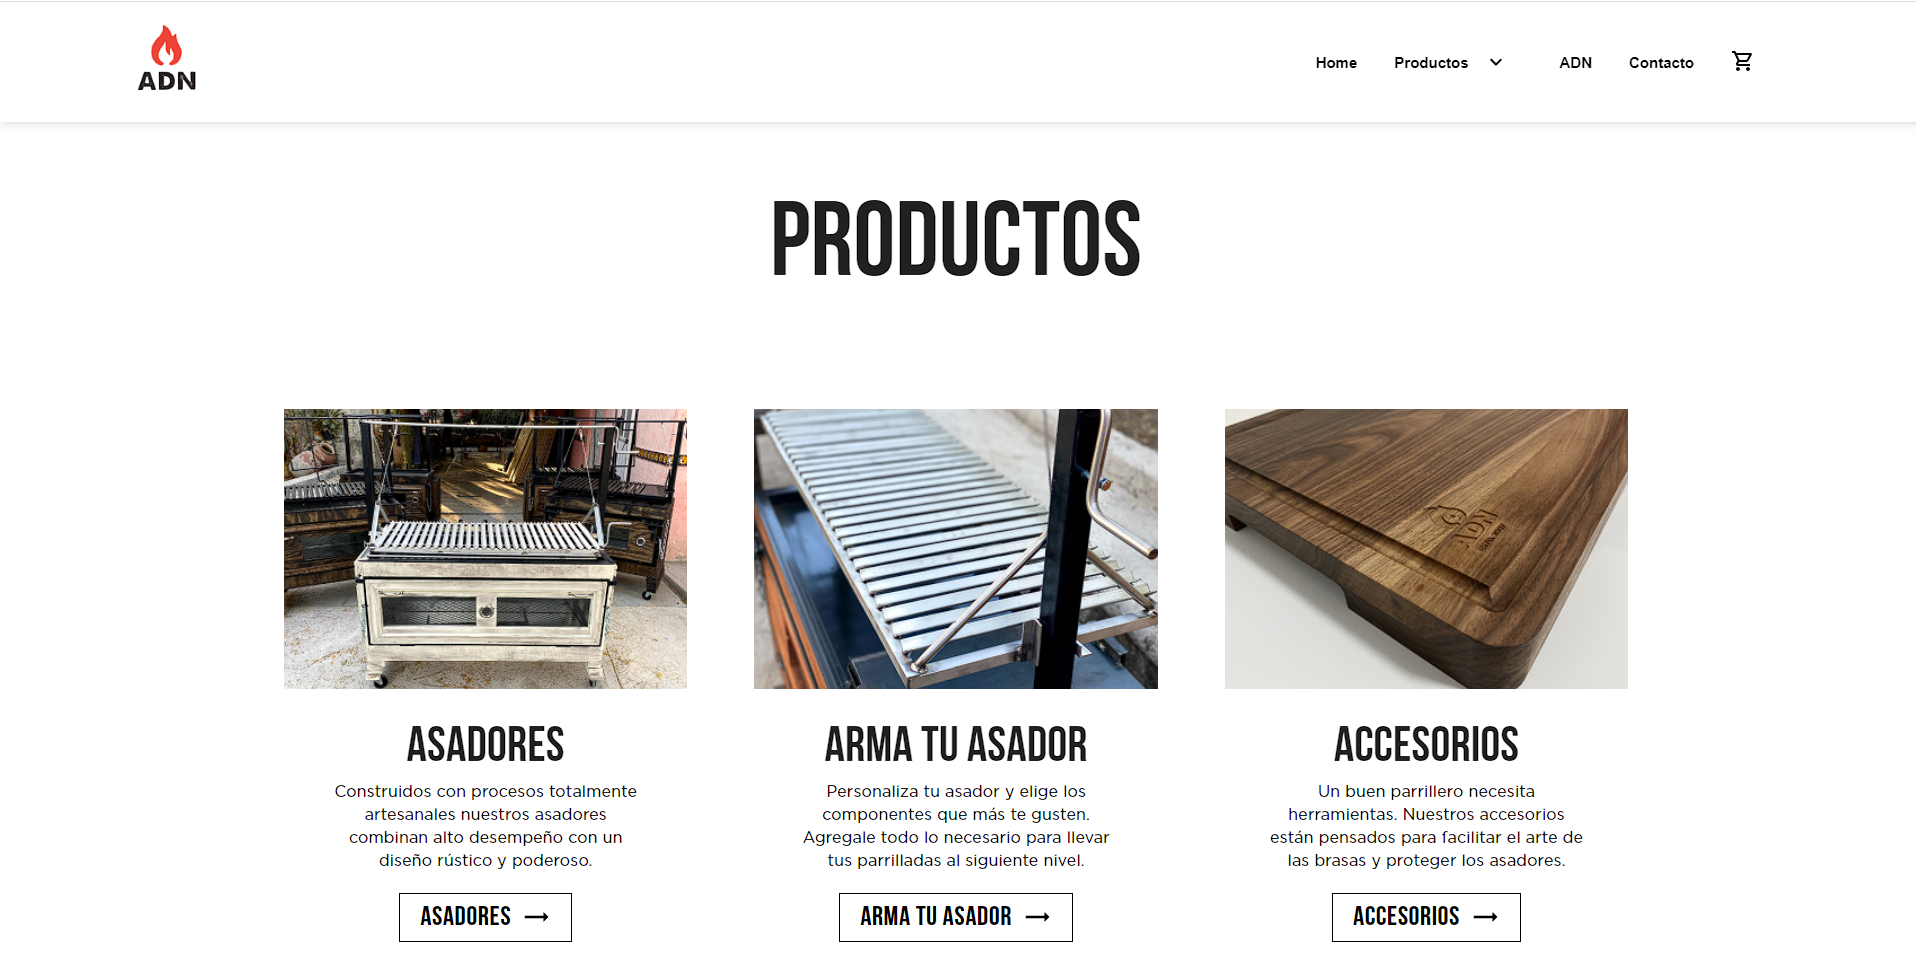 ADN
Home
Productos
ADN
Contacto
PRODUCTOS
ADN
ASADORES
Construidos con procesos totalmente
artesanales nuestros asadores
combinan alto desempeño con un
diseño rústico y poderoso.
ASADORES
ARMA TU ASADOR
Personaliza tu asador y elige los
componentes que más te gusten.
Agregale todo lo necesario para llevar
tus parrilladas al siguiente nivel.
ARMA TU ASADOR
ACCESORIOS
Un buen parrillero necesita
herramientas. Nuestros accesorios
están pensados para facilitar el arte de
las brasas y proteger los asadores.
ACCESORIOS